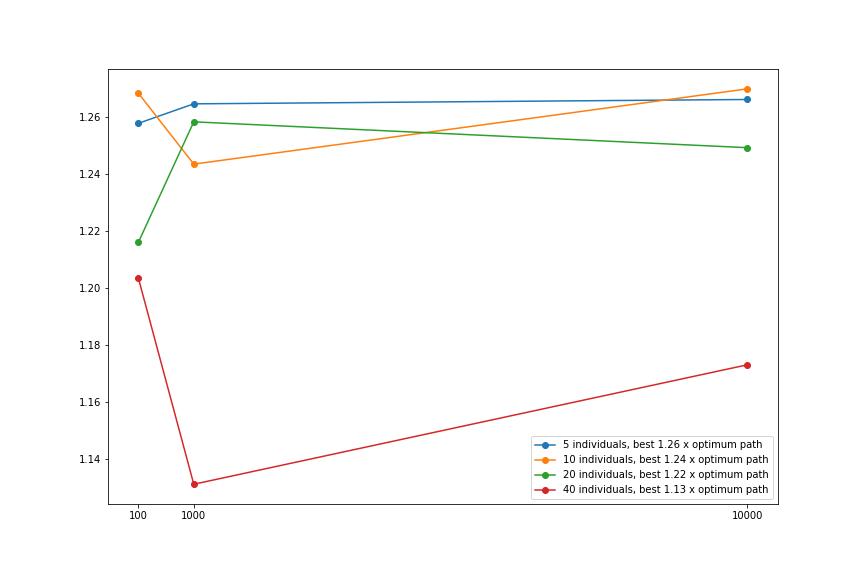 1.26
1.24
1.22
1.20
1.18
1.16
1.14
100
1000
10000
5 individuals, best 1.26 x optimum path
10 individuals, best 1.24 x optimum path
20 individuals, best 1.22 x optimum path
40 individuals, best 1.13 x optimum path